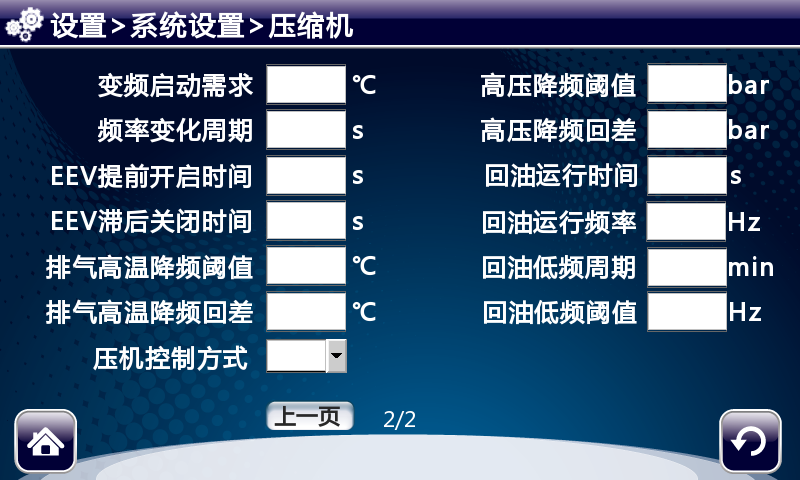 设置>系统设置>压缩机
变频启动需求 ℃ 高压降频阈值 bar
频率变化周期 s 高压降频回差 bar
EEV提前开启时间 s 回油运行时间 s
EEV滞后关闭时间 s 回油运行频率 Hz
排气高温降频阈值 ℃ 回油低频周期 min
排气高温降频回差 ℃ 回油低频阈值 Hz
压机控制方式
上一页 2/2